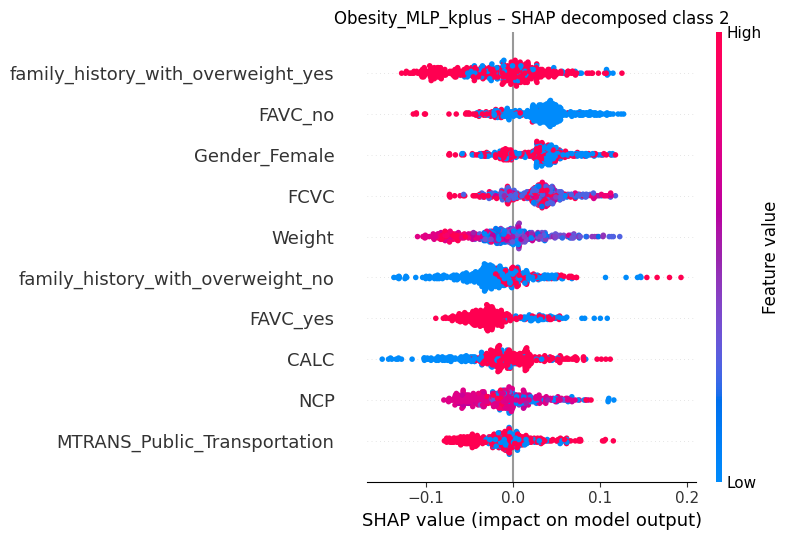 Obesity_MLP_kplus – SHAP decomposed class 2
High
family_history_with_overweight_yes
FAVC_no
Gender_Female
FCVC
Weight
family_history_with_overweight_no
FAVC_yes
CALC
NCP
MTRANS_Public_Transportation
Feature value
Low
−0.1 0.0 0.1 0.2
SHAP value (impact on model output)